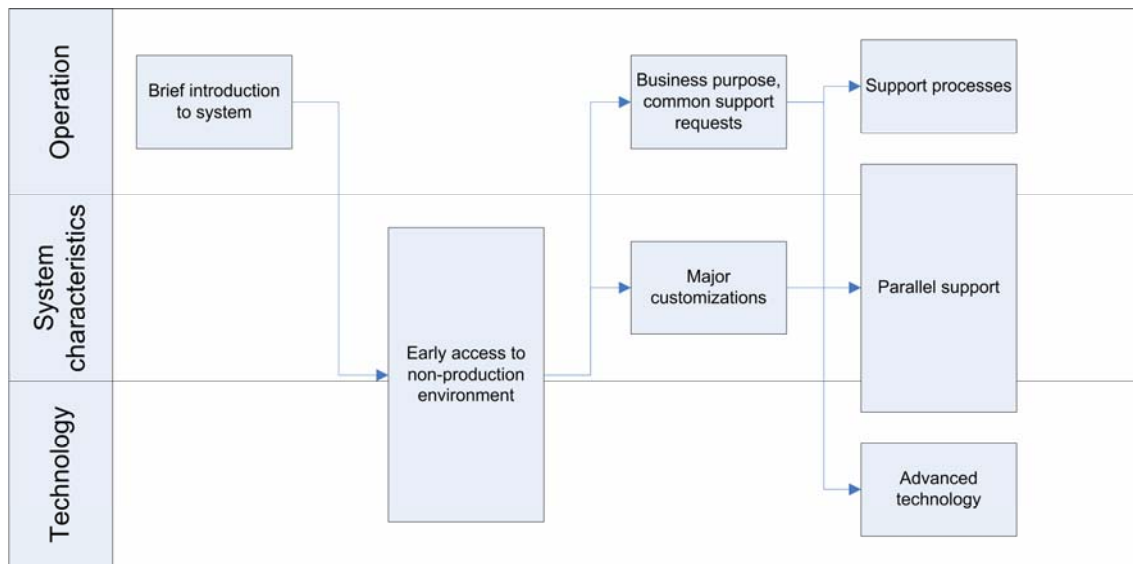 Operation
Brief introduction
to system
Business purpose,
common support
requests
Support processes
System
characteristics
Early access to
non-production
environment
Major
customizations
Parallel support
Technology
Advanced
technology